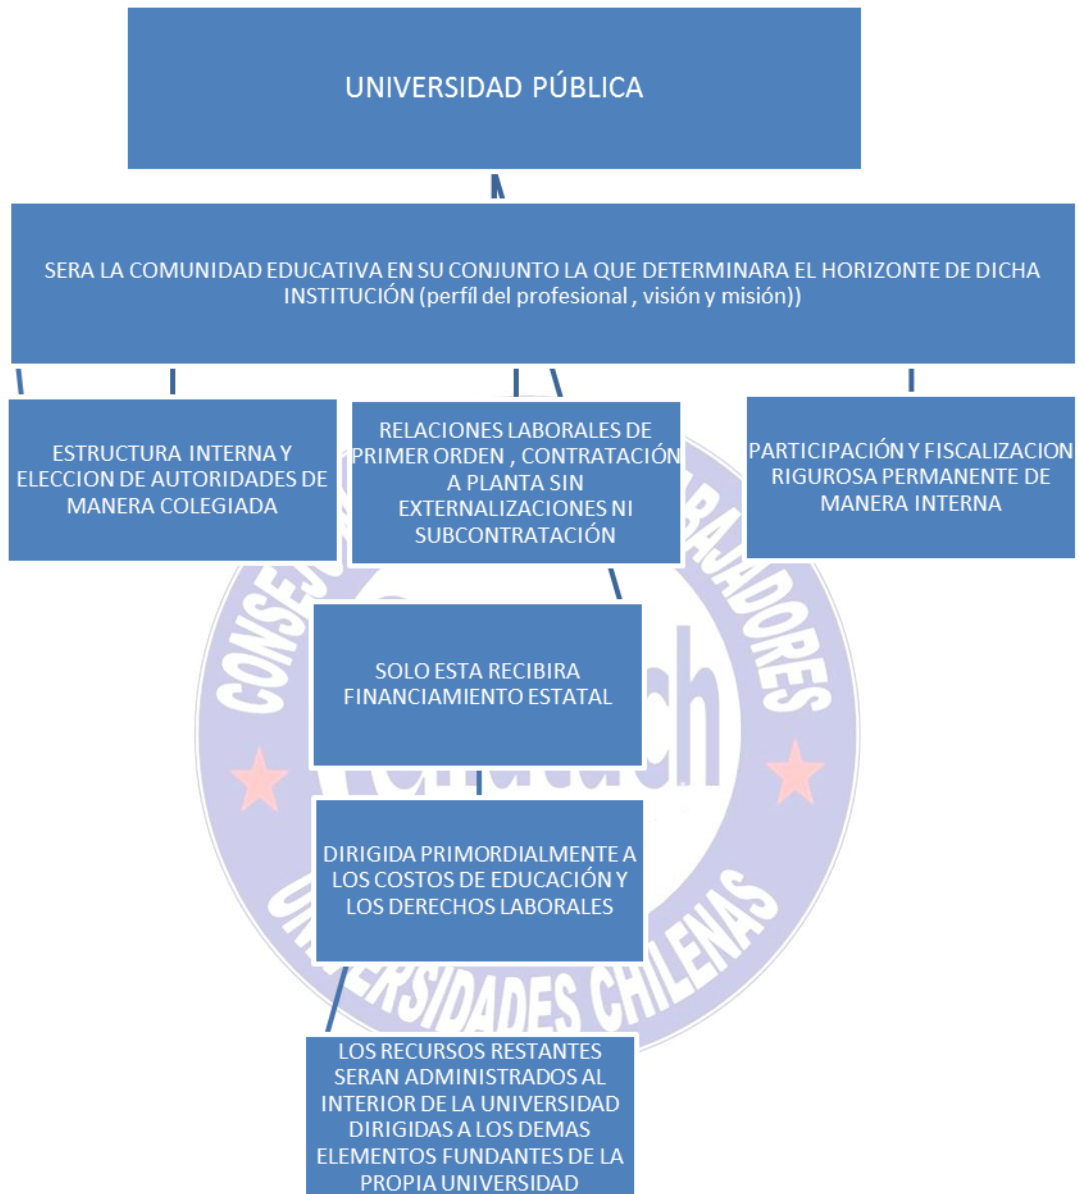 UNIVERSIDAD PÚBLICA
SERA LA COMUNIDAD EDUCATIVA EN SU CONJUNTO LA QUE DETERMINARA EL HORIZONTE DE DICHA
INSTITUCIÓN (perfíl del profesional , visión y misión))
ESTRUCTURA INTERNA Y
ELECCION DE AUTORIDADES DE
MANERA COLEGIADA
RELACIONES LABORALES DE
PRIMER ORDEN , CONTRATACIÓN
A PLANTA SIN
EXTERNALIZACIONES NI
SUBCONTRATACIÓN
PARTICIPACIÓN Y FISCALIZACION
RIGUROSA PERMANENTE DE
MANERA INTERNA
SOLO ESTA RECIBIRA
FINANCIAMIENTO ESTATAL
DIRIGIDA PRIMORDIALMENTE A
LOS COSTOS DE EDUCACIÓN Y
LOS DERECHOS LABORALES
LOS RECURSOS RESTANTES
SERAN ADMINISTRADOS AL
INTERIOR DE LA UNIVERSIDAD
DIRIGIDAS A LOS DEMAS
ELEMENTOS FUNDANTES DE LA
PROPIA UNIVERSIDAD
UNIVERSIDADES CHILENAS